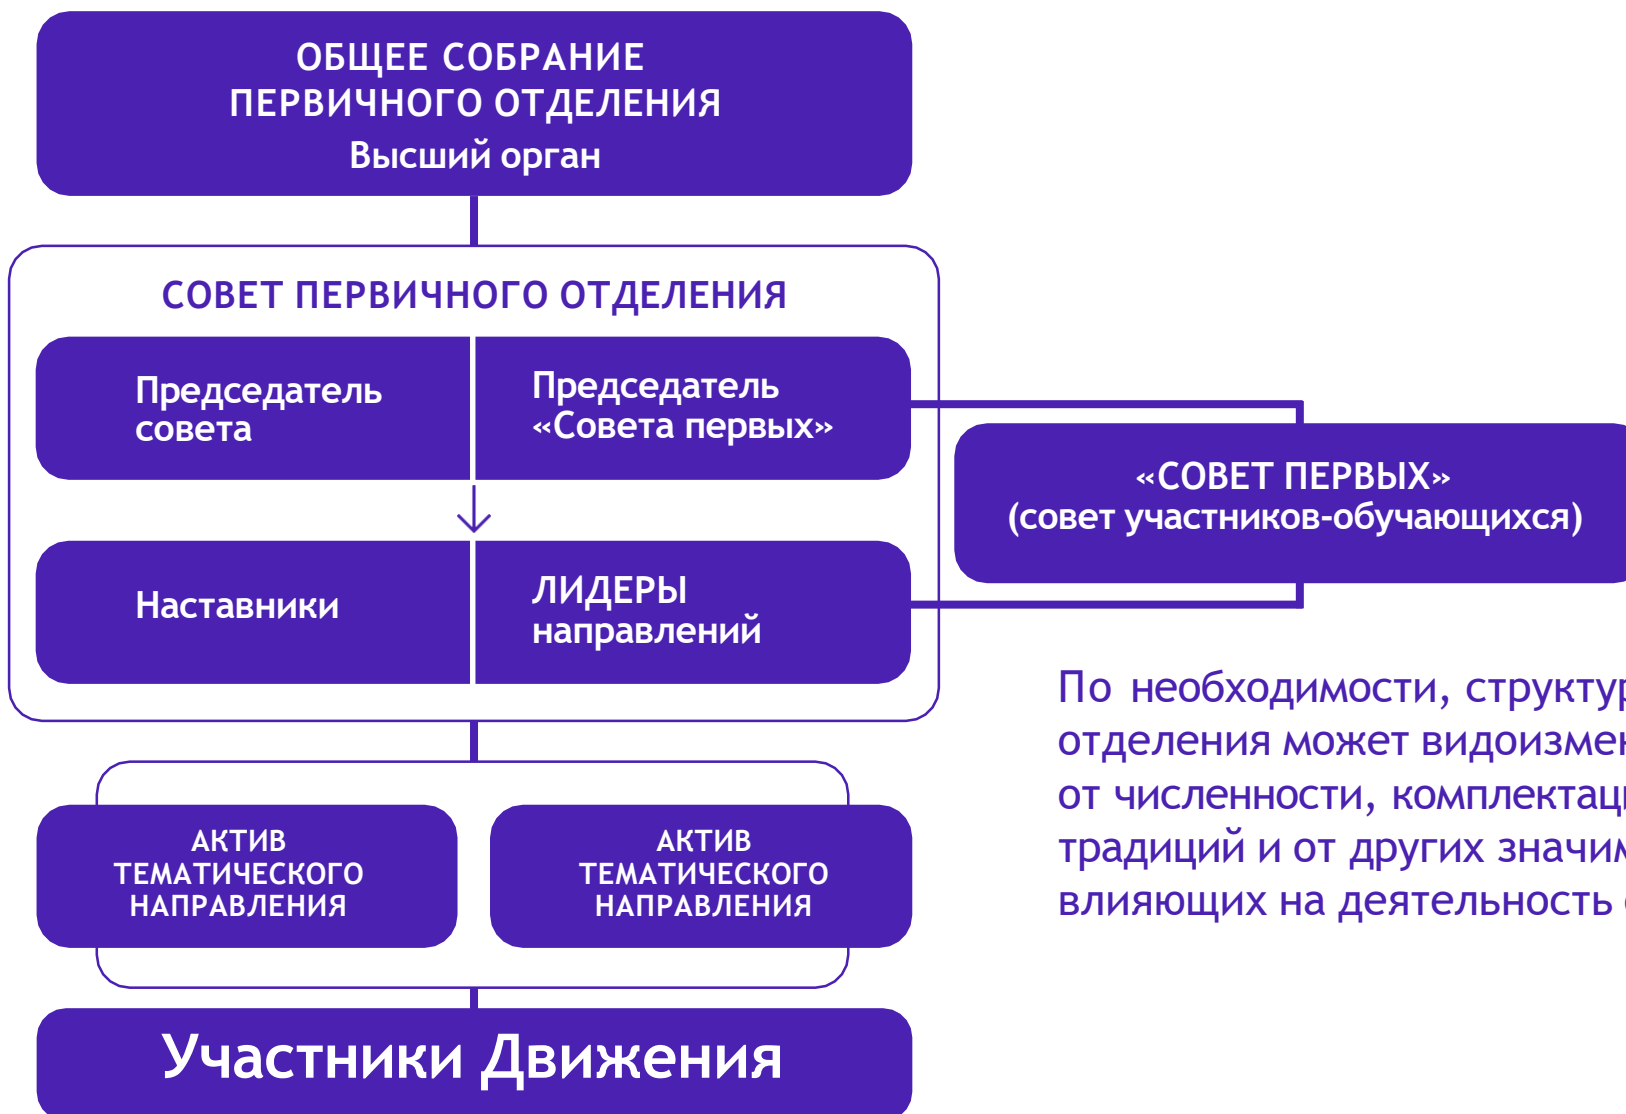 ОБЩЕЕ СОБРАНИЕ
ПЕРВИЧНОГО ОТДЕЛЕНИЯ
Высший орган
СОВЕТ ПЕРВИЧНОГО ОТДЕЛЕНИЯ
Председатель
совета
Председатель
«Совета первых»
Наставники
ЛИДЕРЫ
направлений
«СОВЕТ ПЕРВЫХ»
(совет участников-обучающихся)
По необходимости,
отделения может
от численности,
традиций и от других
влияющих на деятельность
АКТИВ
ТЕМАТИЧЕСКОГО
НАПРАВЛЕНИЯ
АКТИВ
ТЕМАТИЧЕСКОГО
НАПРАВЛЕНИЯ
Участники Движения